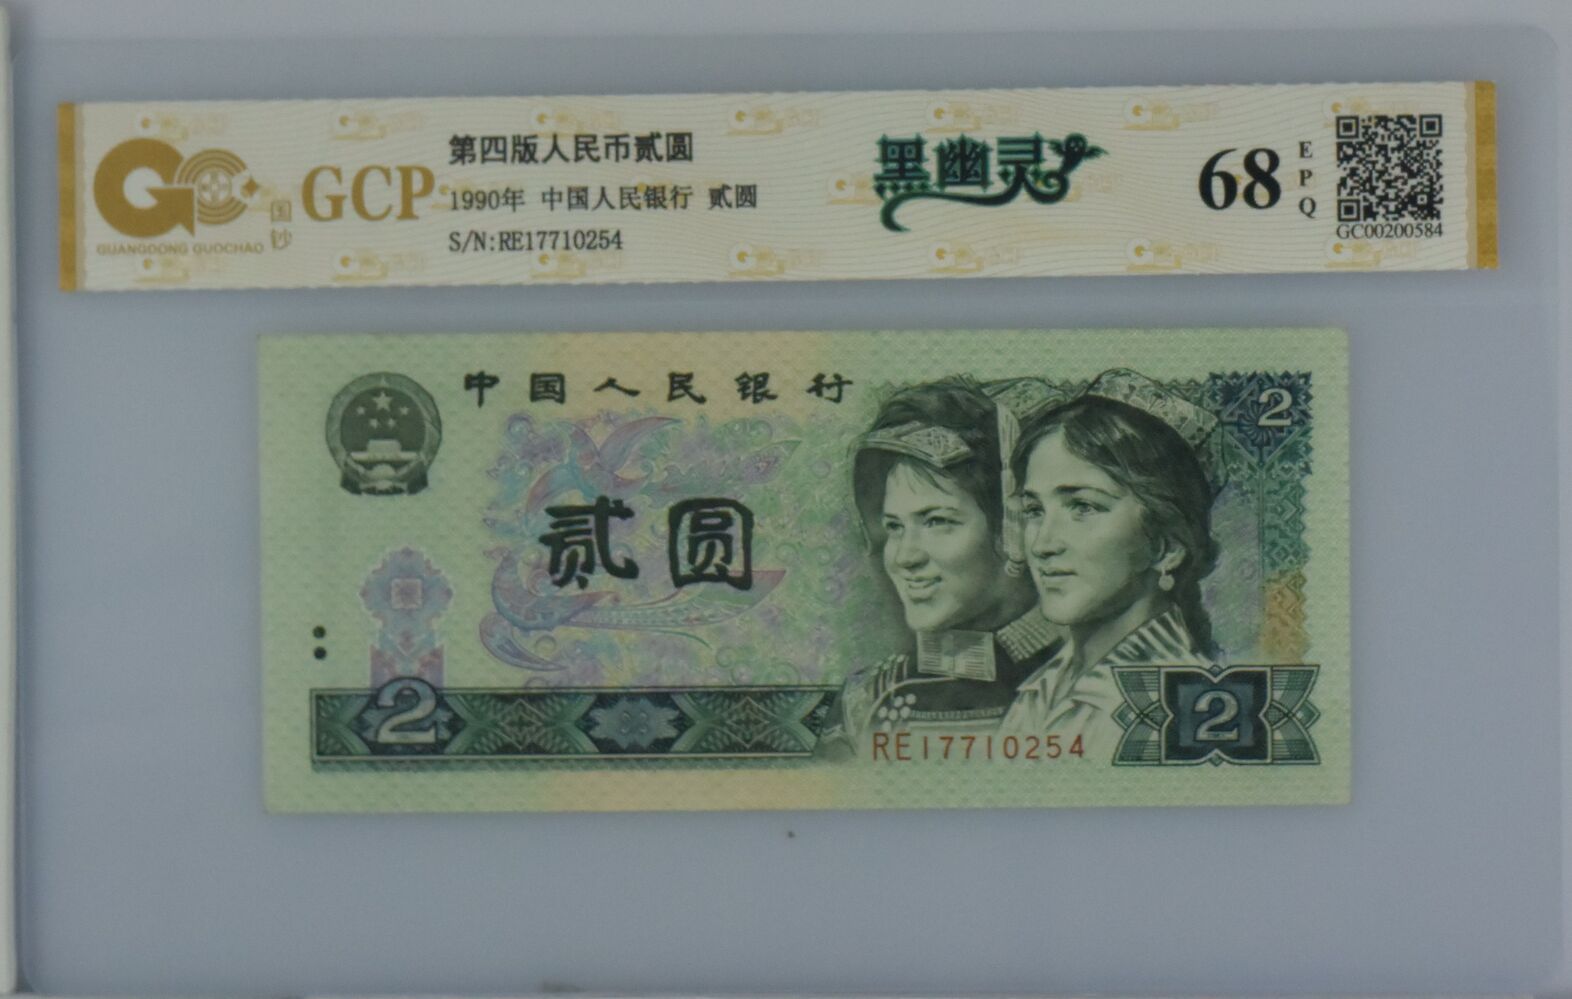 GUANGDONG GUOCHAO
国钞
GCP
第四版人民币贰圆
1990年 中国人民银行 贰圆
S/N:RE17710254
黑幽灵
68
EPQ
GC00200584
中国人民银行
2
贰圆
2
RE17710254
2